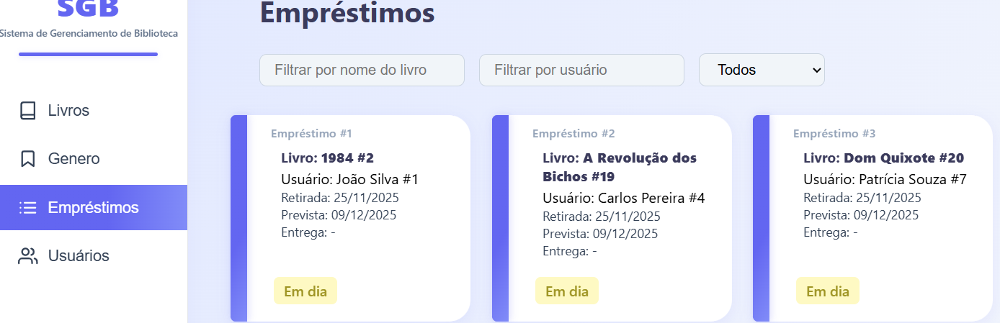 SGB
Sistema de Gerenciamento de Biblioteca
Livros
Genero
Empréstimos
Usuários
Empréstimos
Filtrar por nome do livro
Filtrar por usuário
Todos
Empréstimo #1
Livro: 1984 #2
Usuário: João Silva #1
Retirada: 25/11/2025
Prevista: 09/12/2025
Entrega: -
Em dia
Empréstimo #2
Livro: A Revolução dos
Bichos #19
Usuário: Carlos Pereira #4
Retirada: 25/11/2025
Prevista: 09/12/2025
Entrega: -
Em dia
Empréstimo #3
Livro: Dom Quixote #20
Usuário: Patrícia Souza #7
Retirada: 25/11/2025
Prevista: 09/12/2025
Entrega: -
Em dia